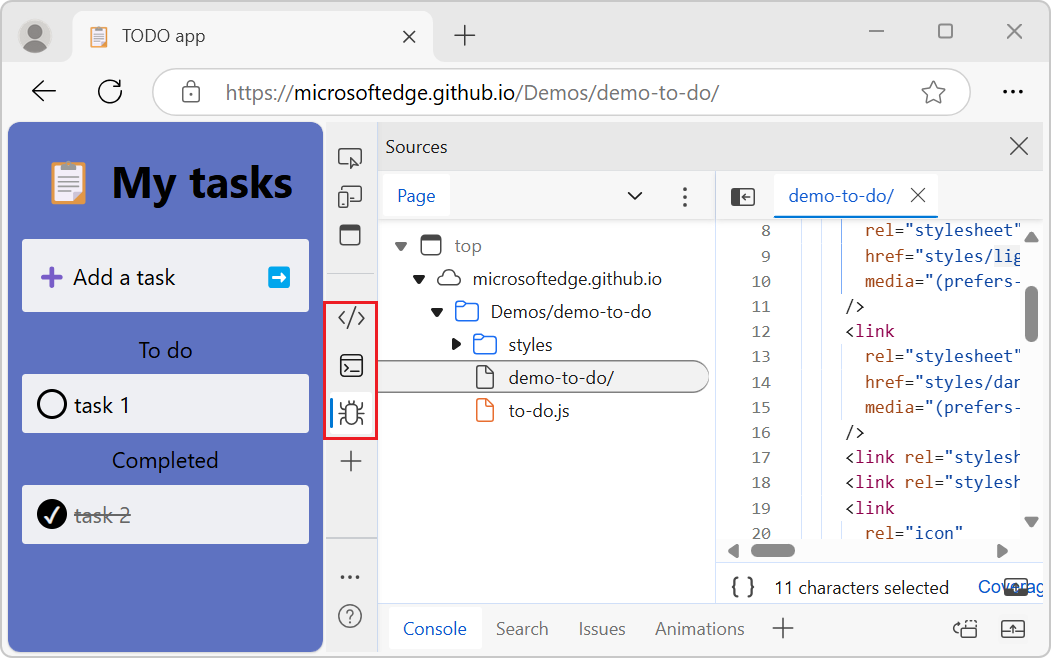 TODO app
https://microsoftedge.github.io/Demos/demo-to-do/
My tasks
Add a task
To do
task 1
Completed
task 2
Sources
Page
top
microsoftedge.github.io
Demos/demo-to-do
styles
demo-to-do/
to-do.js
demo-to-do/
8 rel="stylesheet"
9 href="styles/lig
10 media="(prefers-
11 />
12 <link
13 rel="stylesheet"
14 href="styles/dar
15 media="(prefers-
16 />
17 <link rel="stylesh
18 <link rel="stylesh
19 <link
20 rel="icon"
{ } 11 characters selected Coverag
Console Search Issues Animations